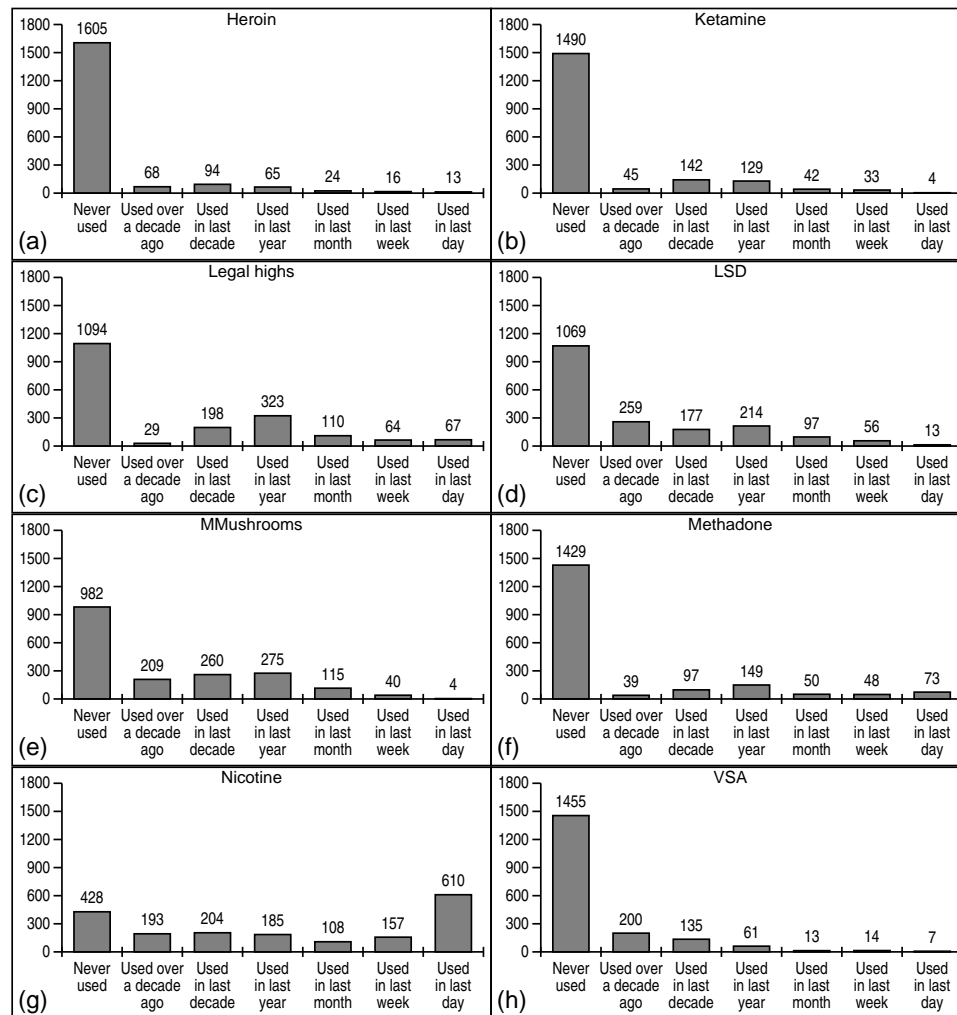 Heroin
1800
1500
1200
900
600
300
0
1605
68
94
65
24
16
13
Never used
Used over a decade ago
Used in last decade
Used in last year
Used in last month
Used in last week
Used in last day
(a)
Ketamine
1800
1500
1200
900
600
300
0
1490
45
142
129
42
33
4
Never used
Used over a decade ago
Used in last decade
Used in last year
Used in last month
Used in last week
Used in last day
(b)
Legal highs
1800
1500
1200
900
600
300
0
1094
29
198
323
110
64
67
Never used
Used over a decade ago
Used in last decade
Used in last year
Used in last month
Used in last week
Used in last day
(c)
LSD
1800
1500
1200
900
600
300
0
1069
259
177
214
97
56
13
Never used
Used over a decade ago
Used in last decade
Used in last year
Used in last month
Used in last week
Used in last day
(d)
MMushrooms
1800
1500
1200
900
600
300
0
982
209
260
275
115
40
4
Never used
Used over a decade ago
Used in last decade
Used in last year
Used in last month
Used in last week
Used in last day
(e)
Methadone
1800
1500
1200
900
600
300
0
1429
39
97
149
50
48
73
Never used
Used over a decade ago
Used in last decade
Used in last year
Used in last month
Used in last week
Used in last day
(f)
Nicotine
1800
1500
1200
900
600
300
0
428
193
204
185
108
157
610
Never used
Used over a decade ago
Used in last decade
Used in last year
Used in last month
Used in last week
Used in last day
(g)
VSA
1800
1500
1200
900
600
300
0
1455
200
135
61
13
14
7
Never used
Used over a decade ago
Used in last decade
Used in last year
Used in last month
Used in last week
Used in last day
(h)